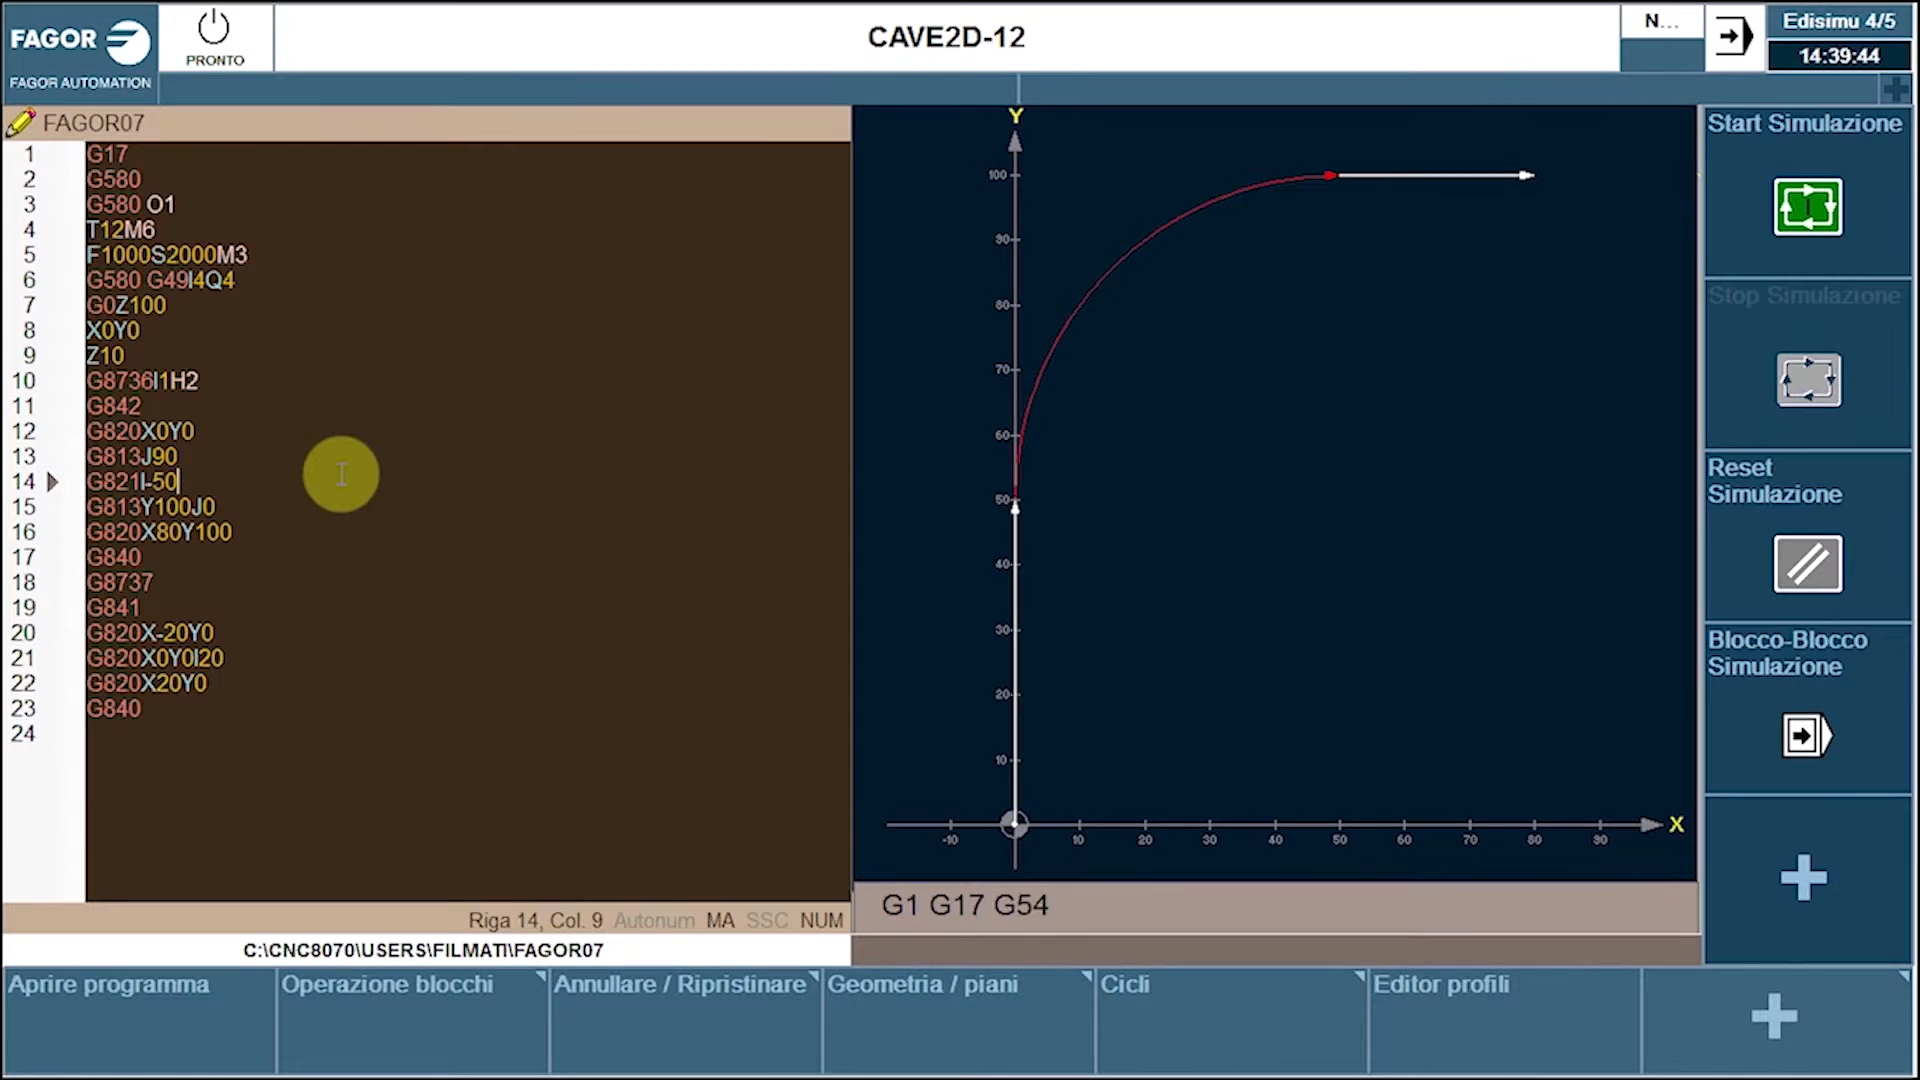 FAGOR
FAGOR AUTOMATION
PRONTO
CAVE2D-12
N...
Edisimu 4/5
14:39:44
FAGOR07
1 G17
2 G580
3 G580 O1
4 T12M6
5 F1000S2000M3
6 G580 G49I4Q4
7 G0Z100
8 X0Y0
9 Z10
10 G8736I1H2
11 G842
12 G820X0Y0
13 G813J90
14 G821I-50
15 G813Y100J0
16 G820X80Y100
17 G840
18 G8737
19 G841
20 G820X-20Y0
21 G820X0Y0I20
22 G820X20Y0
23 G840
24
Riga 14, Col. 9 Autonum MA SSC NUM
C:\CNC8070\USERS\FILMATI\FAGOR07
Y
100
90
80
70
60
50
40
30
20
10
-10 10 20 30 40 50 60 70 80 90
X
G1 G17 G54
Start Simulazione
Stop Simulazione
Reset
Simulazione
Blocco-Blocco
Simulazione
Aprire programma
Operazione blocchi
Annullare / Ripristinare
Geometria / piani
Cicli
Editor profili